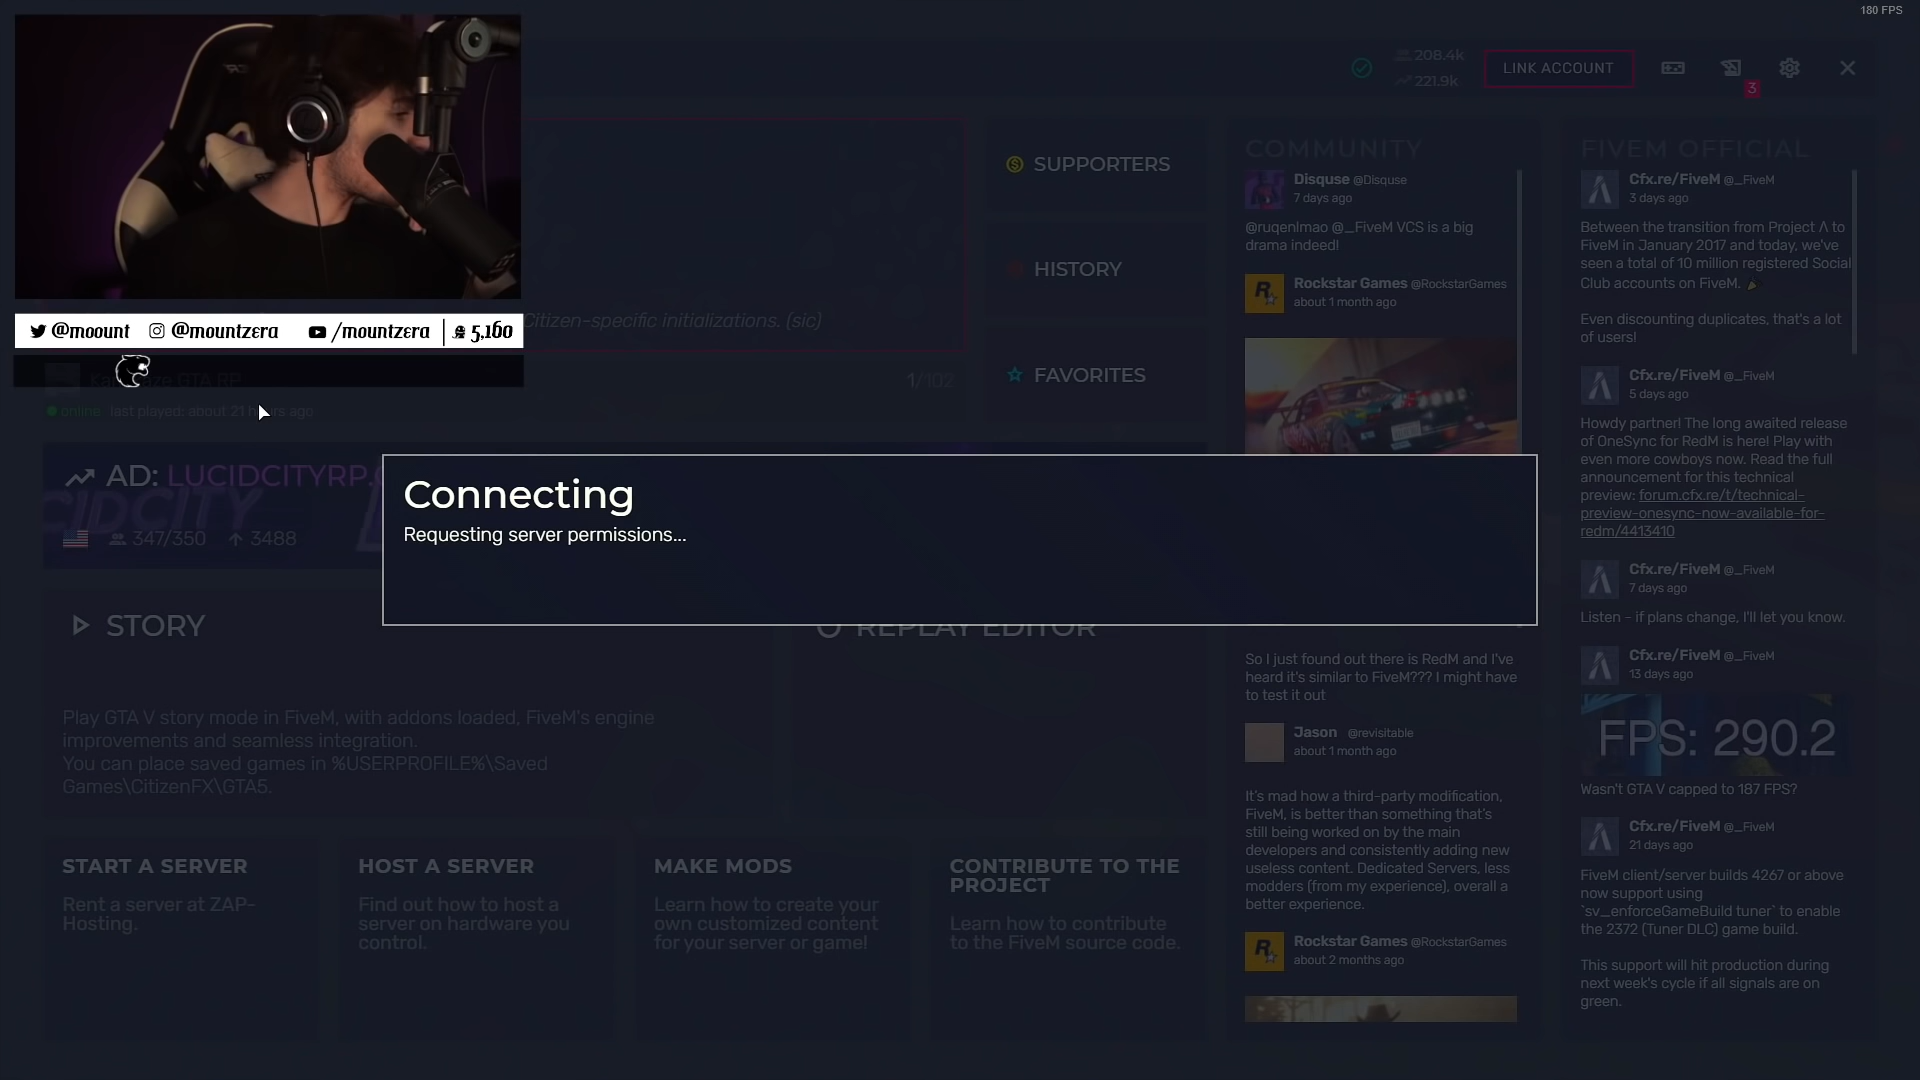 180 FPS
208.4k
221.9k
LINK ACCOUNT
3
@moount @mountzera /mountzera 5,160
Citizen-specific initializations. (sic)
GTA RP
1/102
online last played: about 21 hours ago
SUPPORTERS
HISTORY
FAVORITES
AD: LUCIDCITYRP.
347/350 3488
Connecting
Requesting server permissions...
STORY
Play GTA V story mode in FiveM, with addons loaded, FiveM's engine
improvements and seamless integration.
You can place saved games in %USERPROFILE%\Saved
Games\CitizenFX\GTA5.
REPLAY EDITOR
START A SERVER
Rent a server at ZAP-
Hosting.
HOST A SERVER
Find out how to host a
server on hardware you
control.
MAKE MODS
Learn how to create your
own customized content
for your server or game!
CONTRIBUTE TO THE
PROJECT
Learn how to contribute
to the FiveM source code.
COMMUNITY
Disquse @Disquse
7 days ago
@ruqenlmao @_FiveM VCS is a big
drama indeed!
Rockstar Games @RockstarGames
about 1 month ago
So I just found out there is RedM and I've
heard it's similar to FiveM??? I might have
to test it out
Jason @revisitable
about 1 month ago
It's mad how a third-party modification,
FiveM, is better than something that's
still being worked on by the main
developers and consistently adding new
useless content. Dedicated Servers, less
modders (from my experience), overall a
better experience.
Rockstar Games @RockstarGames
about 2 months ago
FIVEM OFFICIAL
Cfx.re/FiveM @_FiveM
3 days ago
Between the transition from Project Λ to
FiveM in January 2017 and today, we've
seen a total of 10 million registered Social
Club accounts on FiveM.
Even discounting duplicates, that's a lot
of users!
Cfx.re/FiveM @_FiveM
5 days ago
Howdy partner! The long awaited release
of OneSync for RedM is here! Play with
even more cowboys now. Read the full
announcement for this technical
preview: forum.cfx.re/t/technical-
preview-onesync-now-available-for-
redm/4413410
Cfx.re/FiveM @_FiveM
7 days ago
Listen - if plans change, I'll let you know.
Cfx.re/FiveM @_FiveM
13 days ago
FPS: 290.2
Wasn't GTA V capped to 187 FPS?
Cfx.re/FiveM @_FiveM
21 days ago
FiveM client/server builds 4267 or above
now support using
`sv_enforceGameBuild tuner` to enable
the 2372 (Tuner DLC) game build.
This support will hit production during
next week's cycle if all signals are on
green.